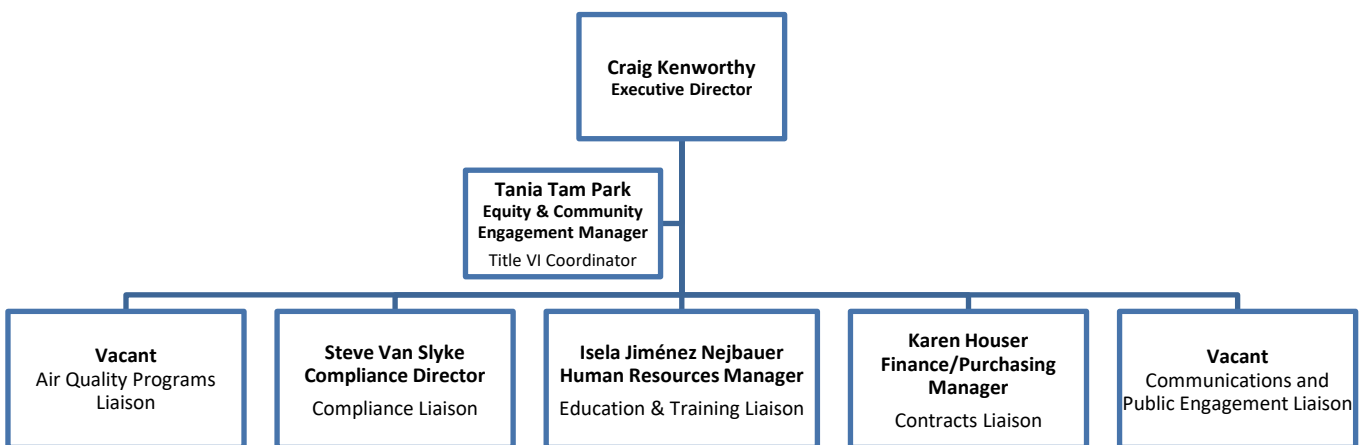 Craig Kenworthy
Executive Director
Tania Tam Park
Equity & Community
Engagement Manager
Title VI Coordinator
Vacant
Air Quality Programs
Liaison
Steve Van Slyke
Compliance Director
Compliance Liaison
Isela Jiménez Nejbauer
Human Resources Manager
Education & Training Liaison
Karen Houser
Finance/Purchasing
Manager
Contracts Liaison
Vacant
Communications and
Public Engagement Liaison